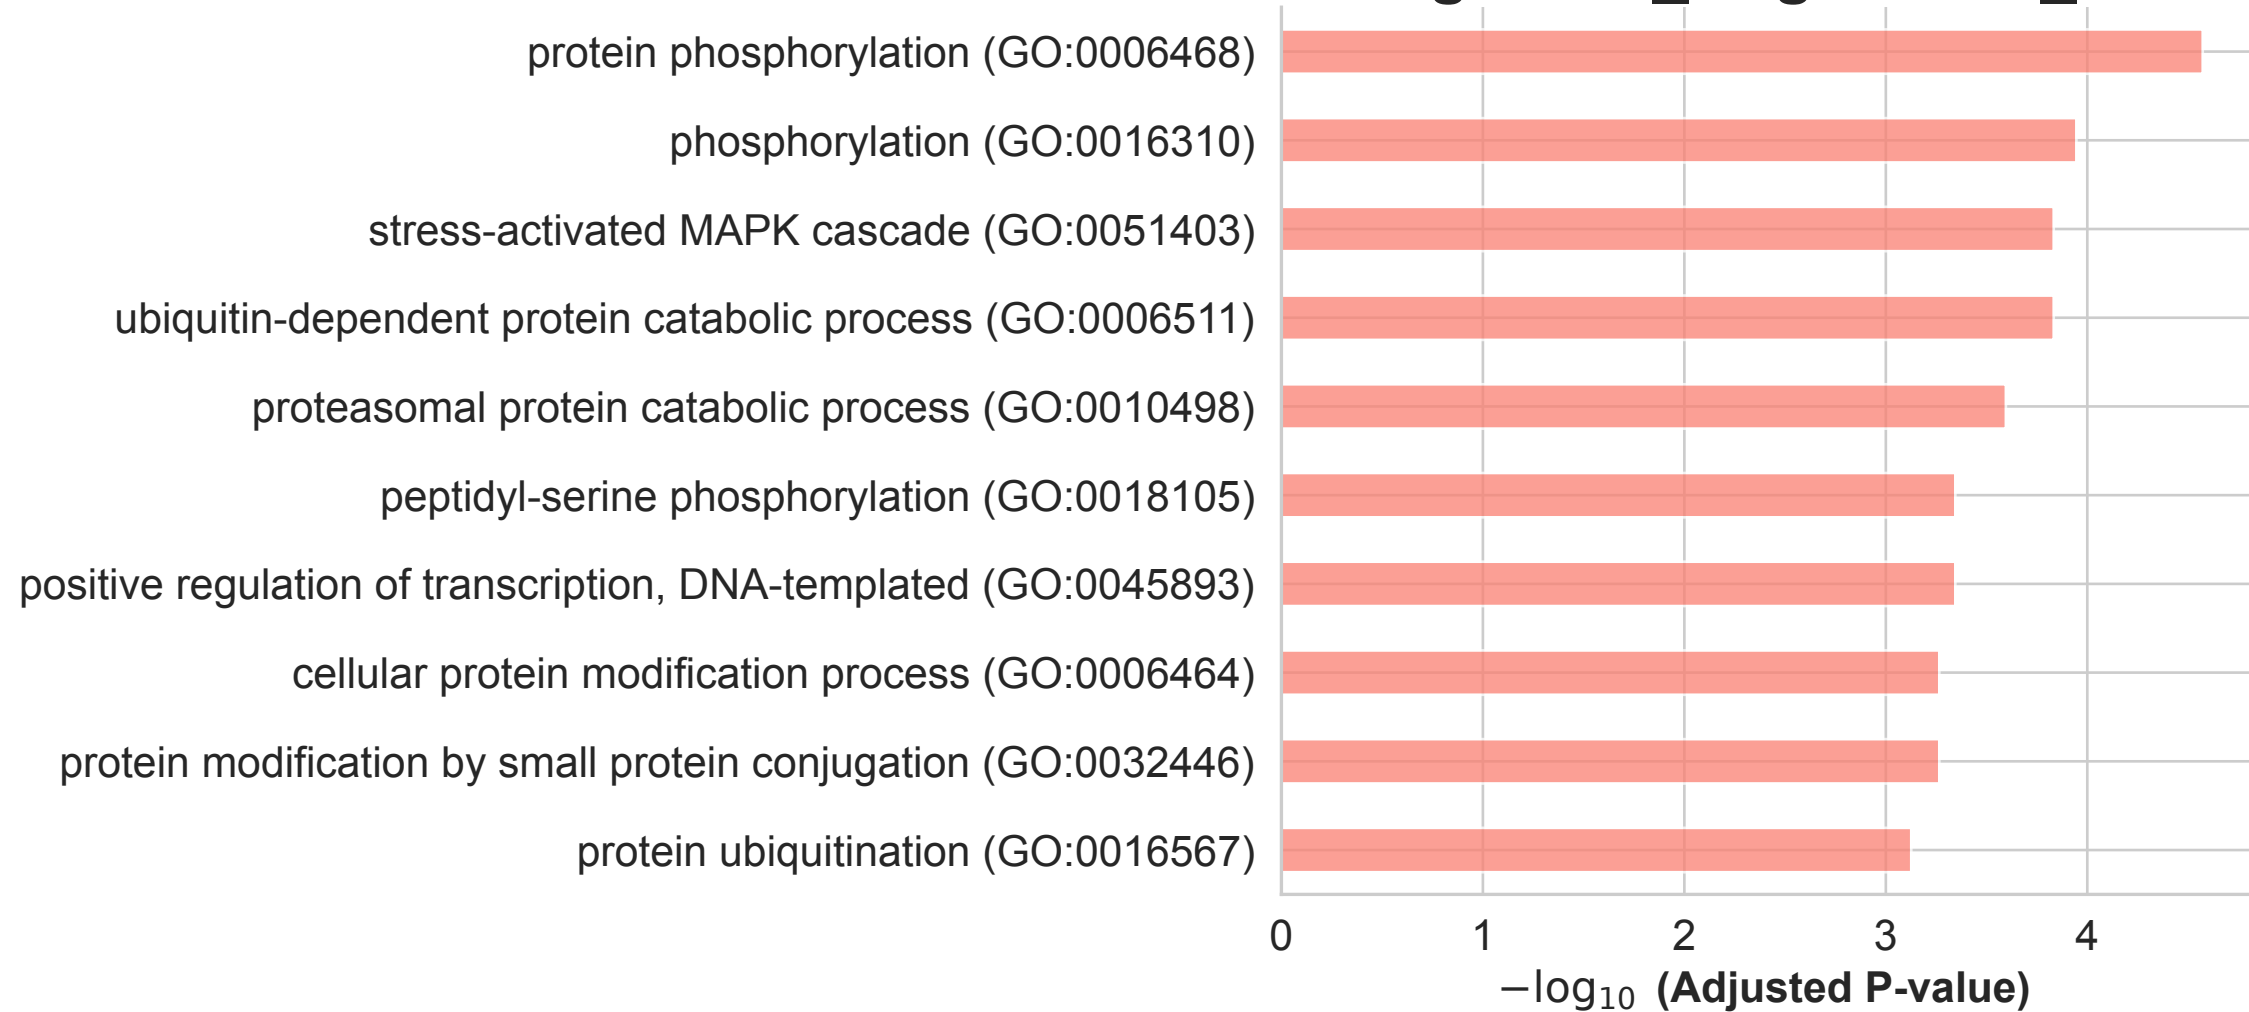 protein phosphorylation (GO:0006468)
phosphorylation (GO:0016310)
stress-activated MAPK cascade (GO:0051403)
ubiquitin-dependent protein catabolic process (GO:0006511)
proteasomal protein catabolic process (GO:0010498)
peptidyl-serine phosphorylation (GO:0018105)
positive regulation of transcription, DNA-templated (GO:0045893)
cellular protein modification process (GO:0006464)
protein modification by small protein conjugation (GO:0032446)
protein ubiquitination (GO:0016567)
0 1 2 3 4
−log₁₀ (Adjusted P-value)